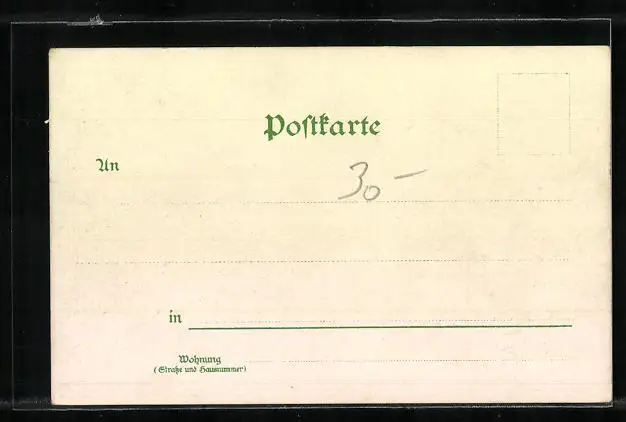 Postkarte
An
30 -
in
Wohnung
(Straße und Hausnummer)